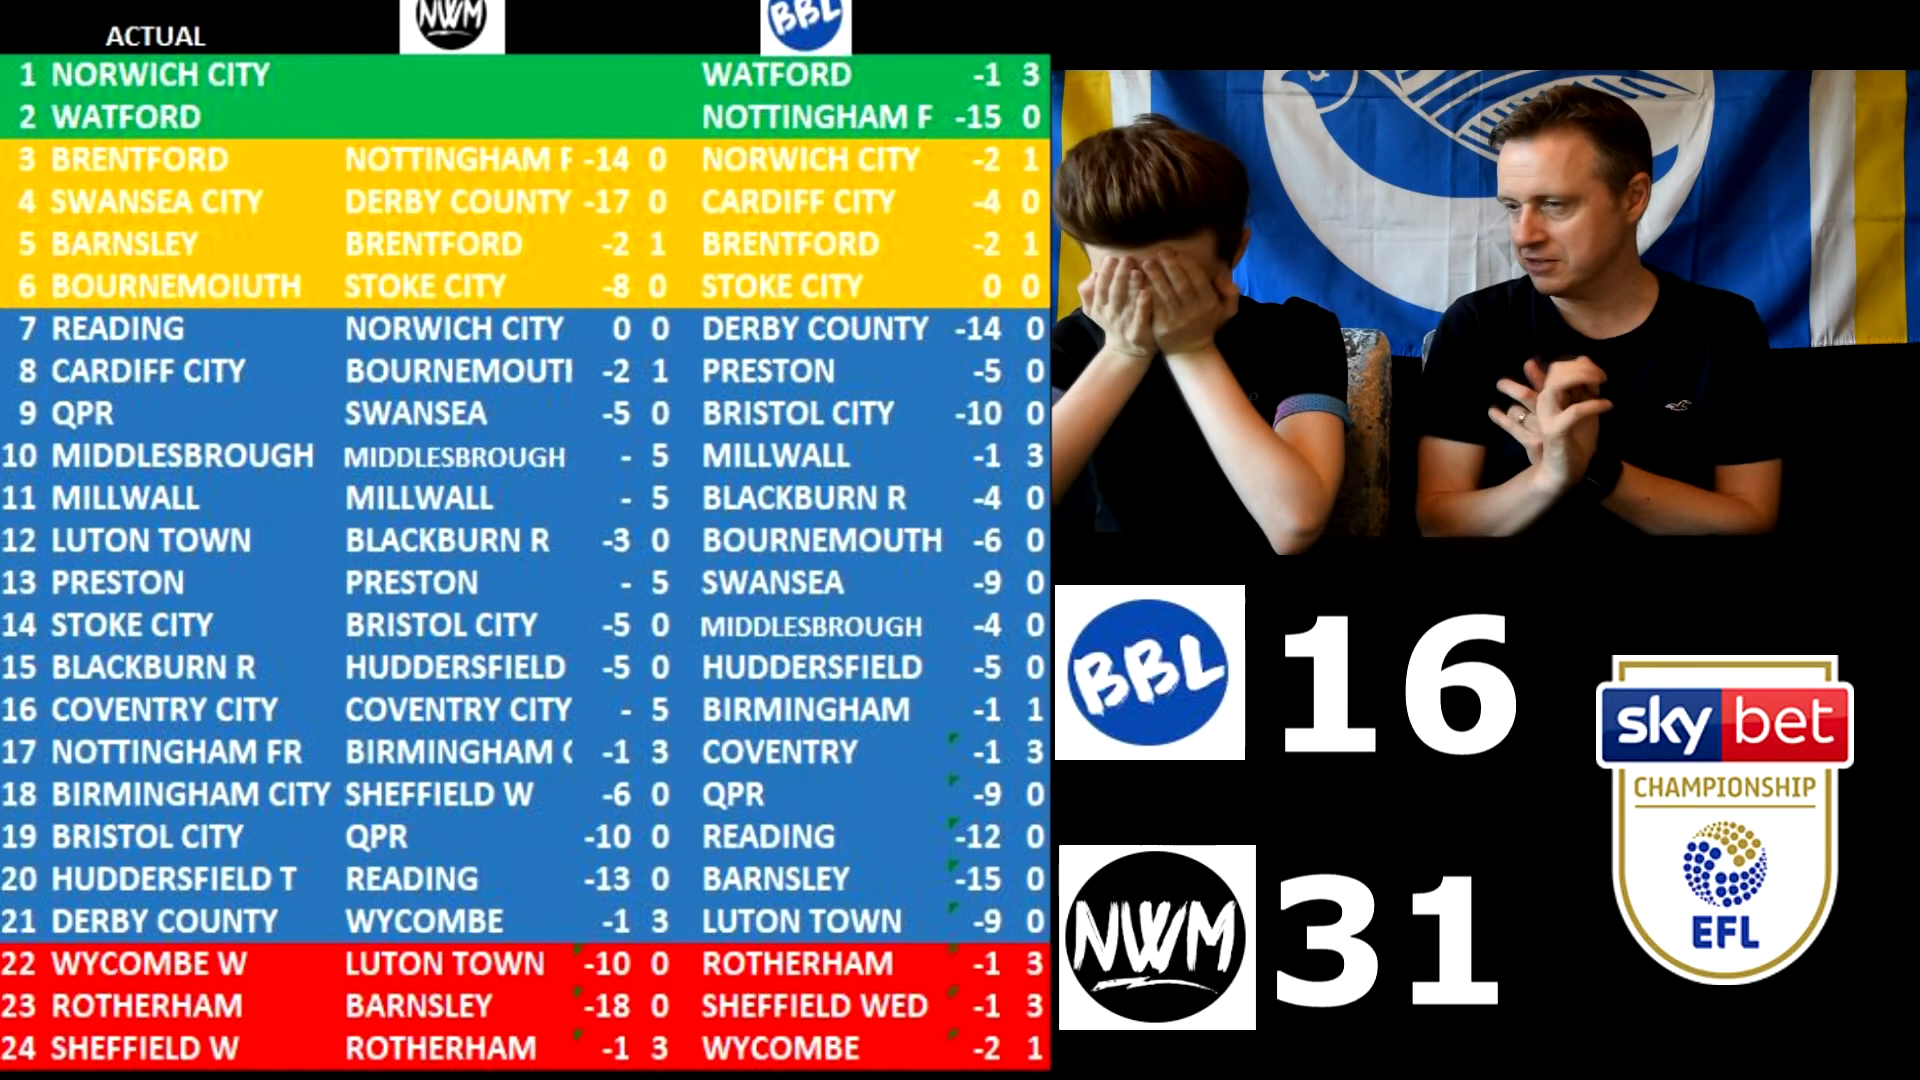 NWM BBL
ACTUAL
1 NORWICH CITY WATFORD -1 3
2 WATFORD NOTTINGHAM F -15 0
3 BRENTFORD NOTTINGHAM F -14 0 NORWICH CITY -2 1
4 SWANSEA CITY DERBY COUNTY -17 0 CARDIFF CITY -4 0
5 BARNSLEY BRENTFORD -2 1 BRENTFORD -2 1
6 BOURNEMOIUTH STOKE CITY -8 0 STOKE CITY 0 0
7 READING NORWICH CITY 0 0 DERBY COUNTY -14 0
8 CARDIFF CITY BOURNEMOUTH -2 1 PRESTON -5 0
9 QPR SWANSEA -5 0 BRISTOL CITY -10 0
10 MIDDLESBROUGH MIDDLESBROUGH - 5 MILLWALL -1 3
11 MILLWALL MILLWALL - 5 BLACKBURN R -4 0
12 LUTON TOWN BLACKBURN R -3 0 BOURNEMOUTH -6 0
13 PRESTON PRESTON - 5 SWANSEA -9 0
14 STOKE CITY BRISTOL CITY -5 0 MIDDLESBROUGH -4 0
15 BLACKBURN R HUDDERSFIELD -5 0 HUDDERSFIELD -5 0
16 COVENTRY CITY COVENTRY CITY - 5 BIRMINGHAM -1 1
17 NOTTINGHAM FR BIRMINGHAM C -1 3 COVENTRY -1 3
18 BIRMINGHAM CITY SHEFFIELD W -6 0 QPR -9 0
19 BRISTOL CITY QPR -10 0 READING -12 0
20 HUDDERSFIELD T READING -13 0 BARNSLEY -15 0
21 DERBY COUNTY WYCOMBE -1 3 LUTON TOWN -9 0
22 WYCOMBE W LUTON TOWN -10 0 ROTHERHAM -1 3
23 ROTHERHAM BARNSLEY -18 0 SHEFFIELD WED -1 3
24 SHEFFIELD W ROTHERHAM -1 3 WYCOMBE -2 1
BBL 16
NWM 31
sky bet
CHAMPIONSHIP
EFL